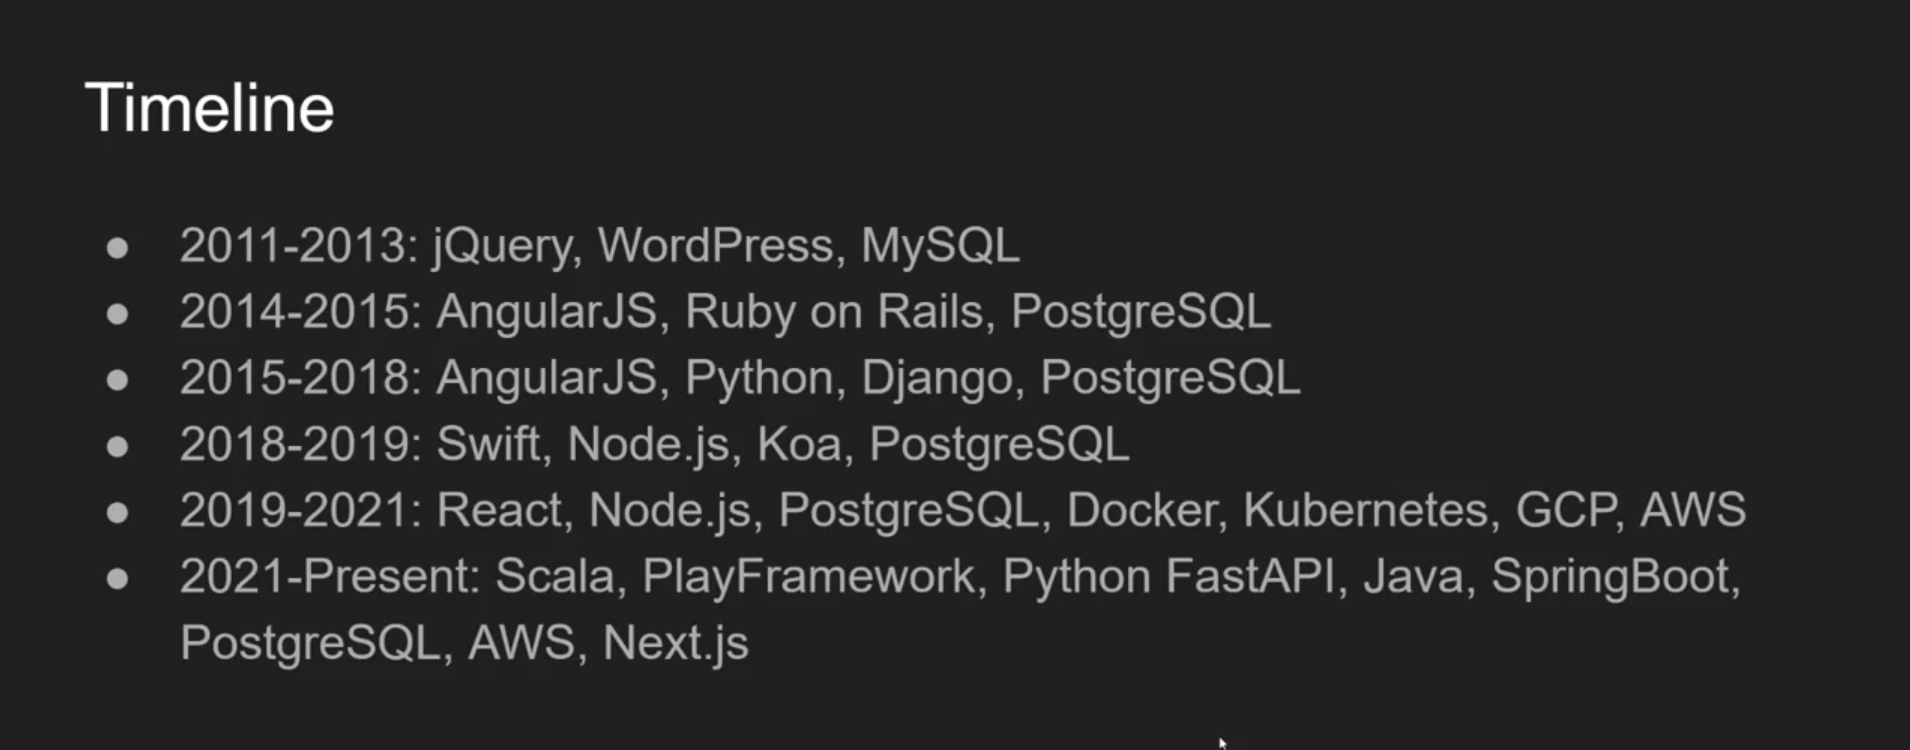 Timeline
● 2011-2013: jQuery, WordPress, MySQL
● 2014-2015: AngularJS, Ruby on Rails, PostgreSQL
● 2015-2018: AngularJS, Python, Django, PostgreSQL
● 2018-2019: Swift, Node.js, Koa, PostgreSQL
● 2019-2021: React, Node.js, PostgreSQL, Docker, Kubernetes, GCP, AWS
● 2021-Present: Scala, PlayFramework, Python FastAPI, Java, SpringBoot,
PostgreSQL, AWS, Next.js